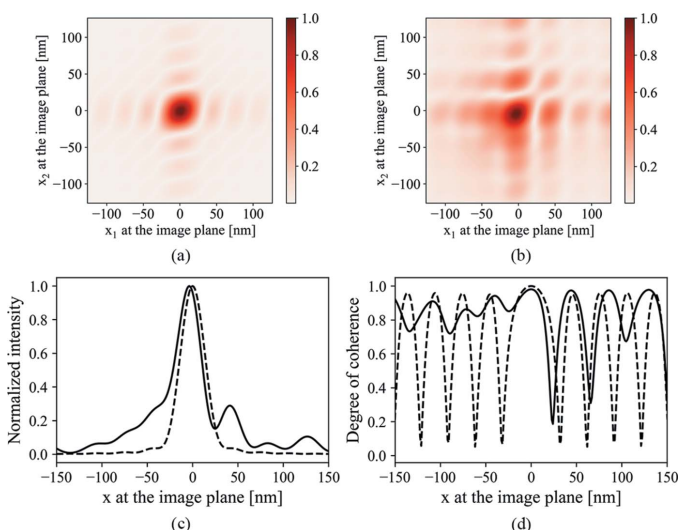 100
50
0
−50
−100
x2 at the image plane [nm]
−100 −50 0 50 100
x1 at the image plane [nm]
1.0
0.8
0.6
0.4
0.2
(a)
100
50
0
−50
−100
x2 at the image plane [nm]
−100 −50 0 50 100
x1 at the image plane [nm]
1.0
0.8
0.6
0.4
0.2
(b)
1.0
0.8
0.6
0.4
0.2
0.0
Normalized intensity
−150 −100 −50 0 50 100 150
x at the image plane [nm]
(c)
1.0
0.8
0.6
0.4
0.2
0.0
Degree of coherence
−150 −100 −50 0 50 100 150
x at the image plane [nm]
(d)